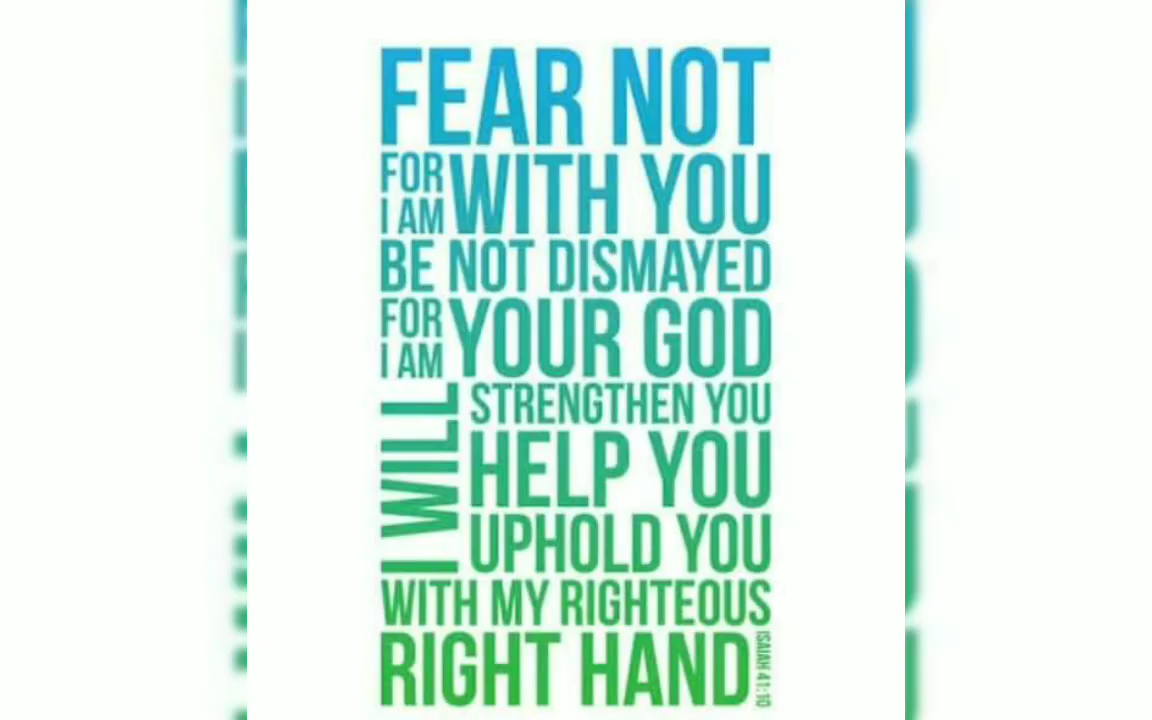 FEAR NOT
FOR I AM WITH YOU
BE NOT DISMAYED
FOR I AM YOUR GOD
I WILL
STRENGTHEN YOU
HELP YOU
UPHOLD YOU
WITH MY RIGHTEOUS
RIGHT HAND
ISAIAH 41:10